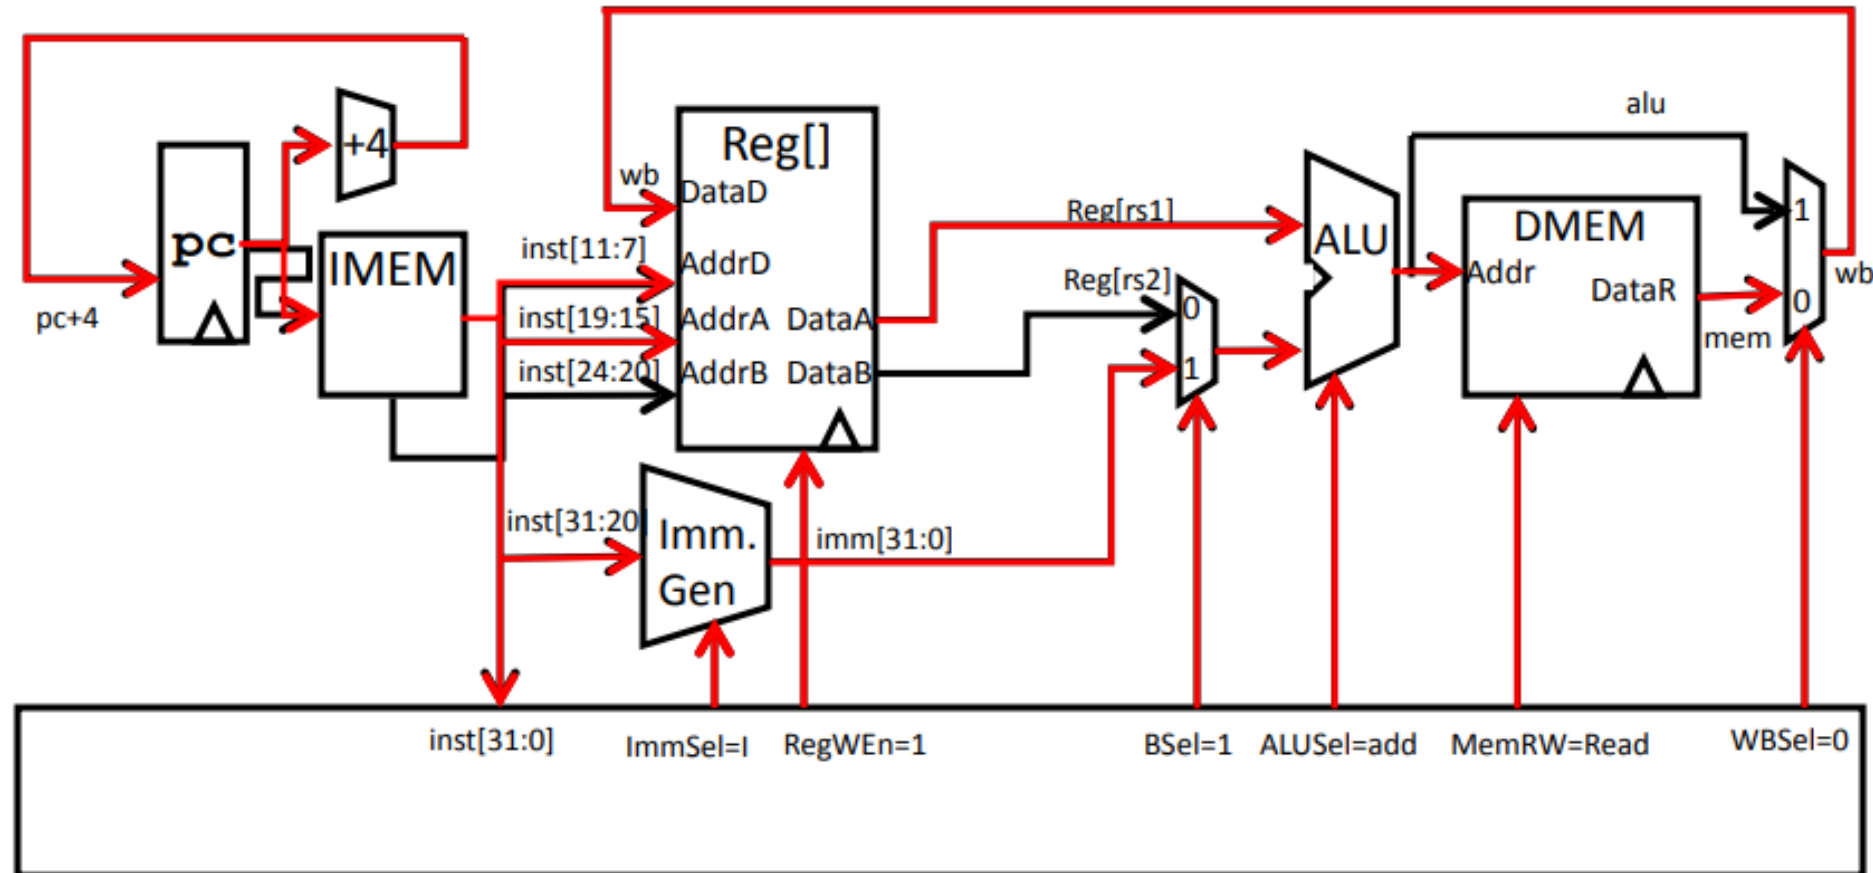 alu
+4
Reg[]
wb
DataD
Reg[rs1]
1
pc
IMEM
inst[11:7]
AddrD
ALU
DMEM
Reg[rs2]
Addr
DataR
wb
0
0
pc+4
inst[19:15]
AddrA
DataA
mem
inst[24:20]
AddrB
DataB
1
inst[31:20]
Imm.
Gen
imm[31:0]
inst[31:0]
ImmSel=I
RegWEn=1
BSel=1
ALUSel=add
MemRW=Read
WBSel=0